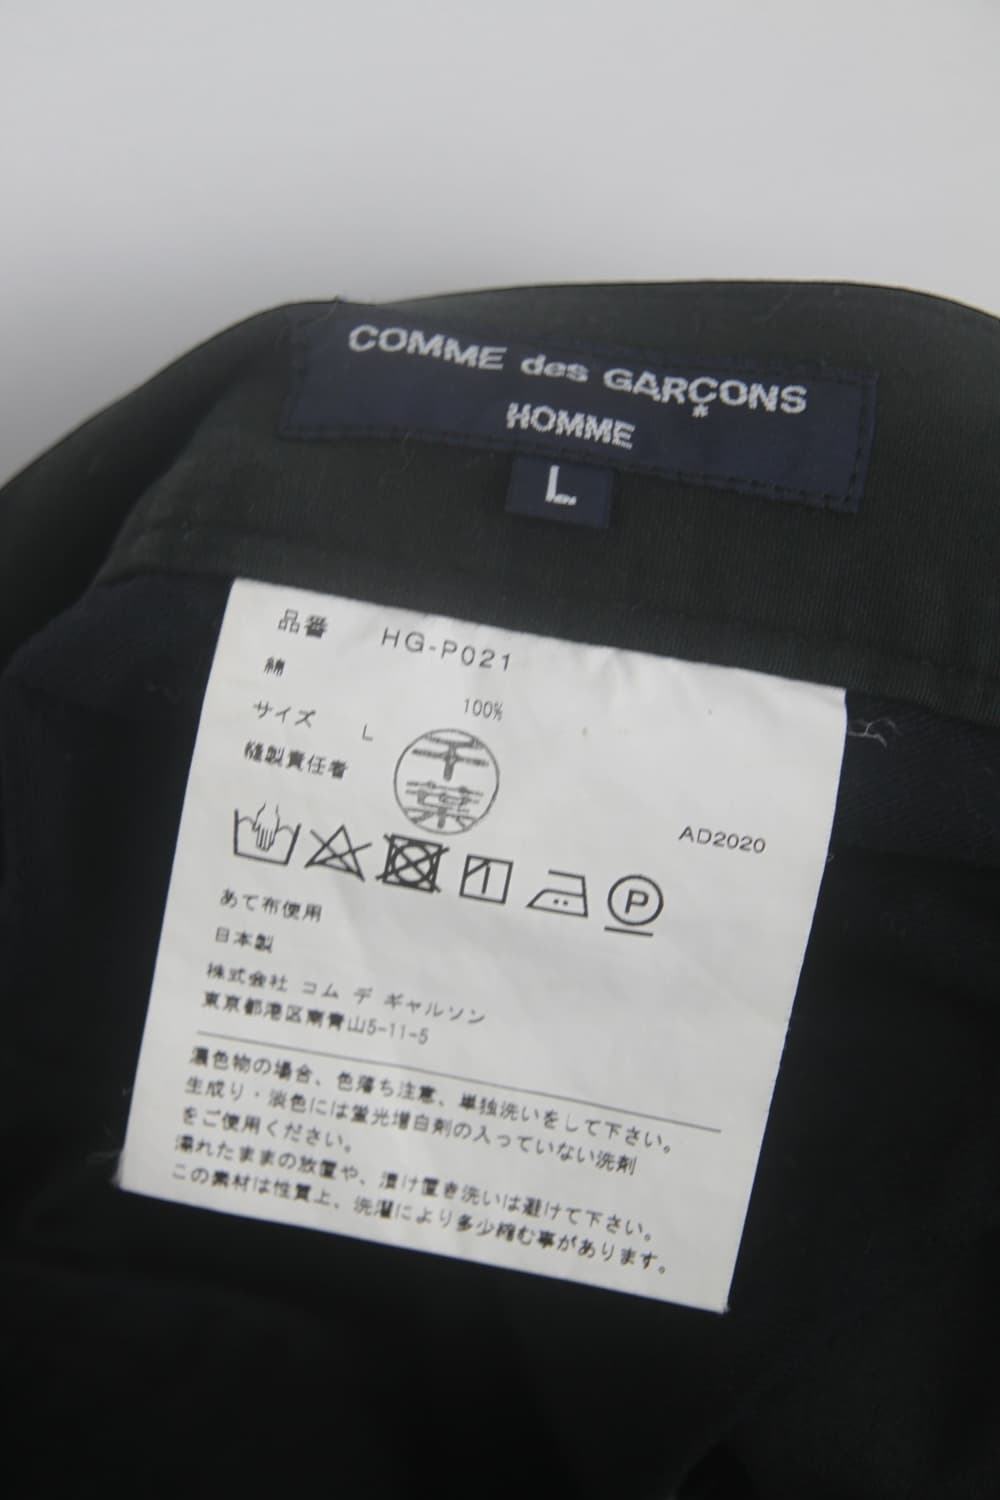 COMME des GARÇONS
HOMME
L
品番 HG-P021
綿 100%
サイズ L
縫製責任者 千葉
AD2020
P
あて布使用
日本製
株式会社 コム デ ギャルソン
東京都港区南青山5-11-5
濃色物の場合、色落ち注意、単独洗いをして下さい。
生成り・淡色には蛍光増白剤の入っていない洗剤
をご使用ください。
濡れたままの放置や、漬け置き洗いは避けて下さい。
この素材は性質上、洗濯により多少縮む事があります。